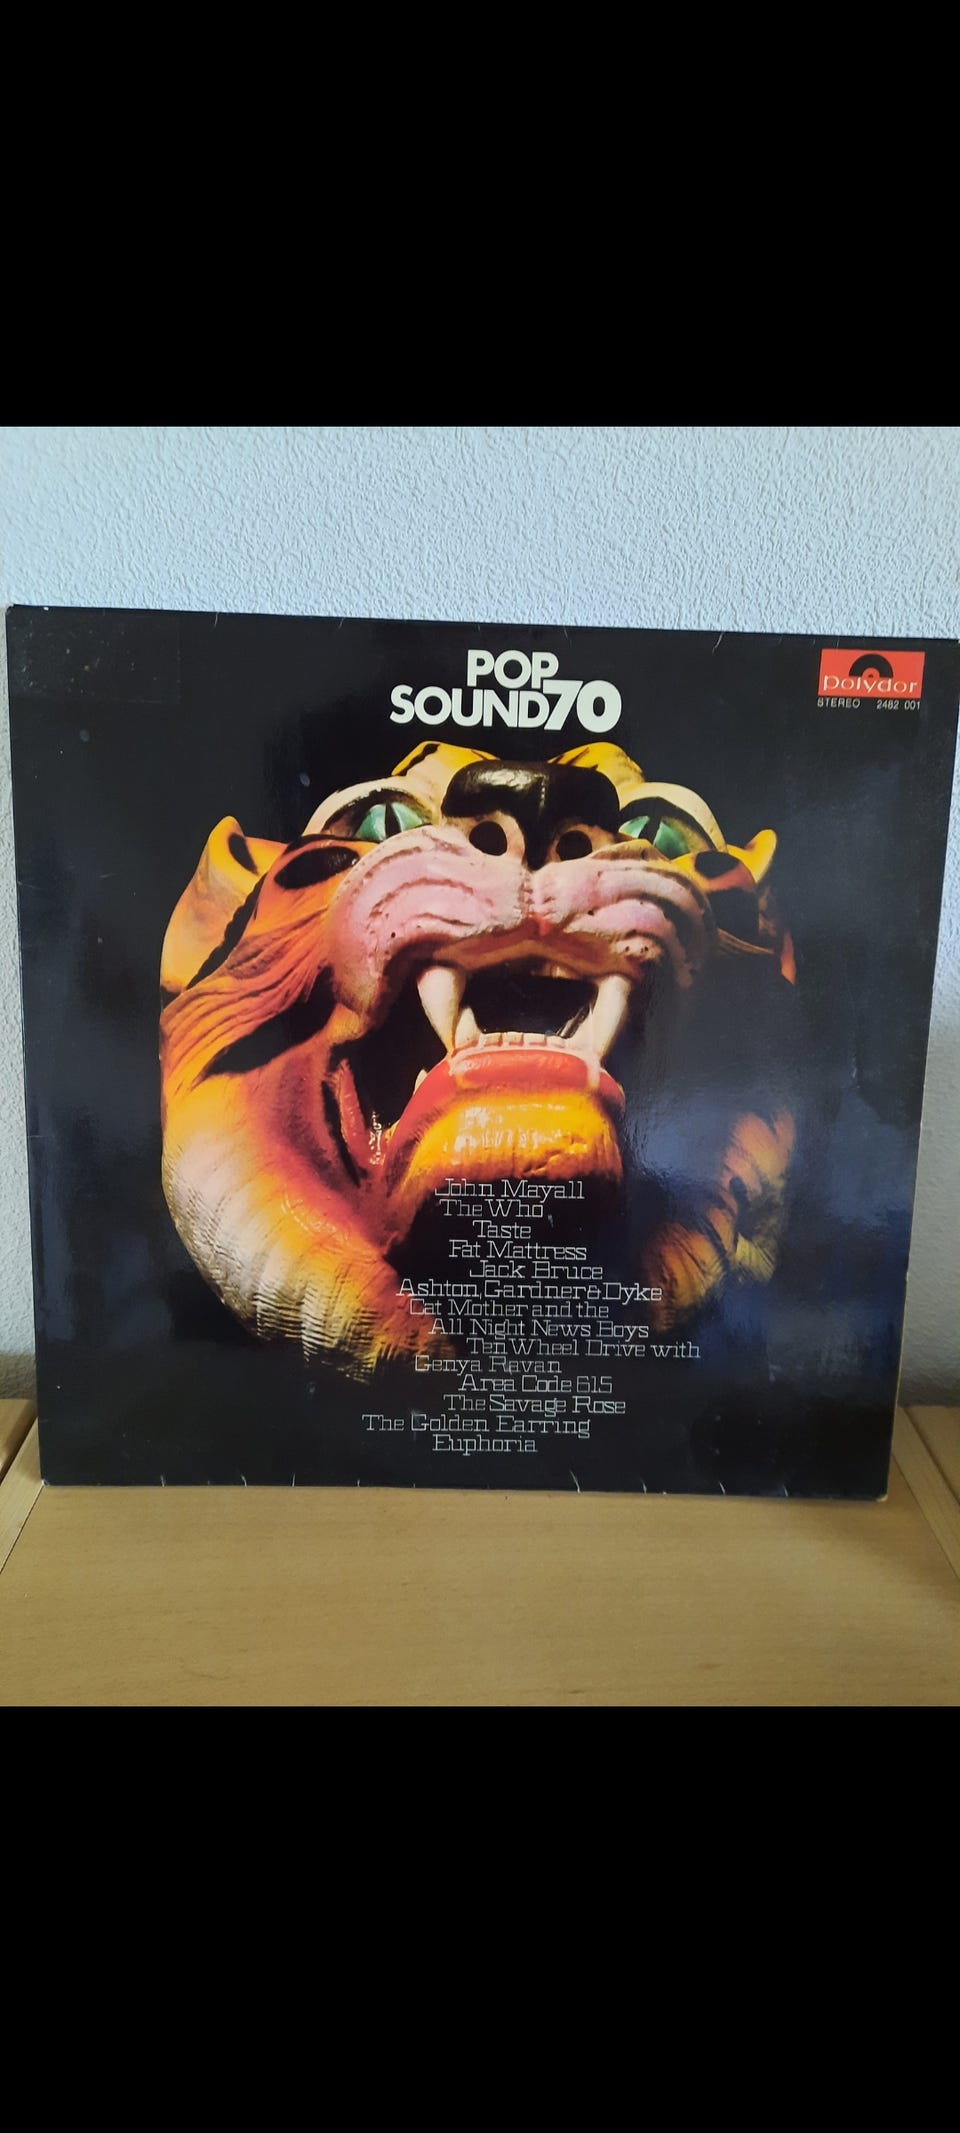 POP
SOUND70
polydor
STEREO 2482 001
John Mayall
The Who
Taste
Fat Mattress
Jack Bruce
Ashton, Gardner & Dyke
Cat Mother and the
All Night News Boys
Ten Wheel Drive with
Genya Ravan
Area Code 615
The Savage Rose
The Golden Earring
Euphoria